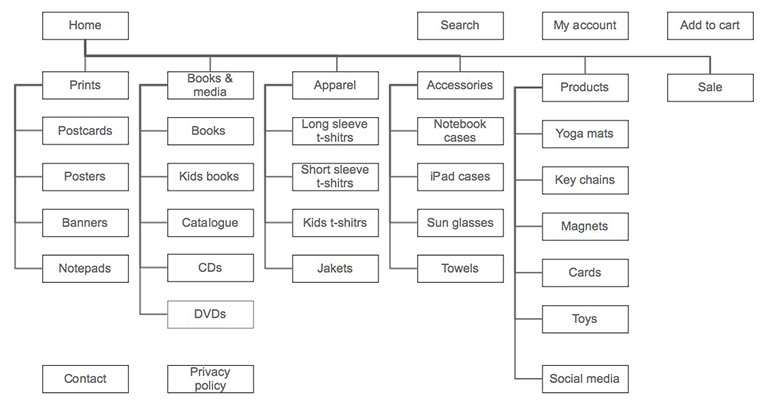 Home
Search
My account
Add to cart
Prints
Books &
media
Apparel
Accessories
Products
Sale
Postcards
Books
Long sleeve
t-shitrs
Notebook
cases
Yoga mats
Posters
Kids books
Short sleeve
t-shitrs
iPad cases
Key chains
Banners
Catalogue
Kids t-shitrs
Sun glasses
Magnets
Notepads
CDs
Jakets
Towels
Cards
DVDs
Toys
Contact
Privacy
policy
Social media